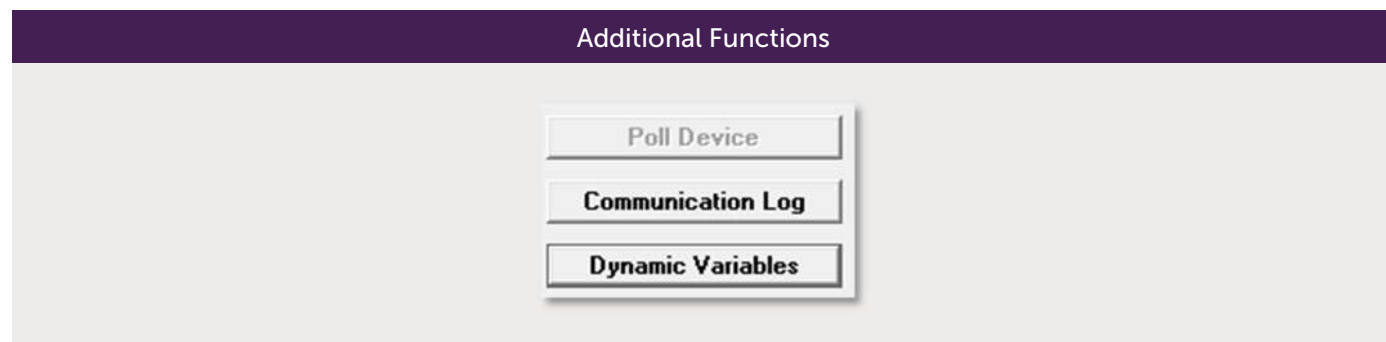 Additional Functions
Poll Device
Communication Log
Dynamic Variables